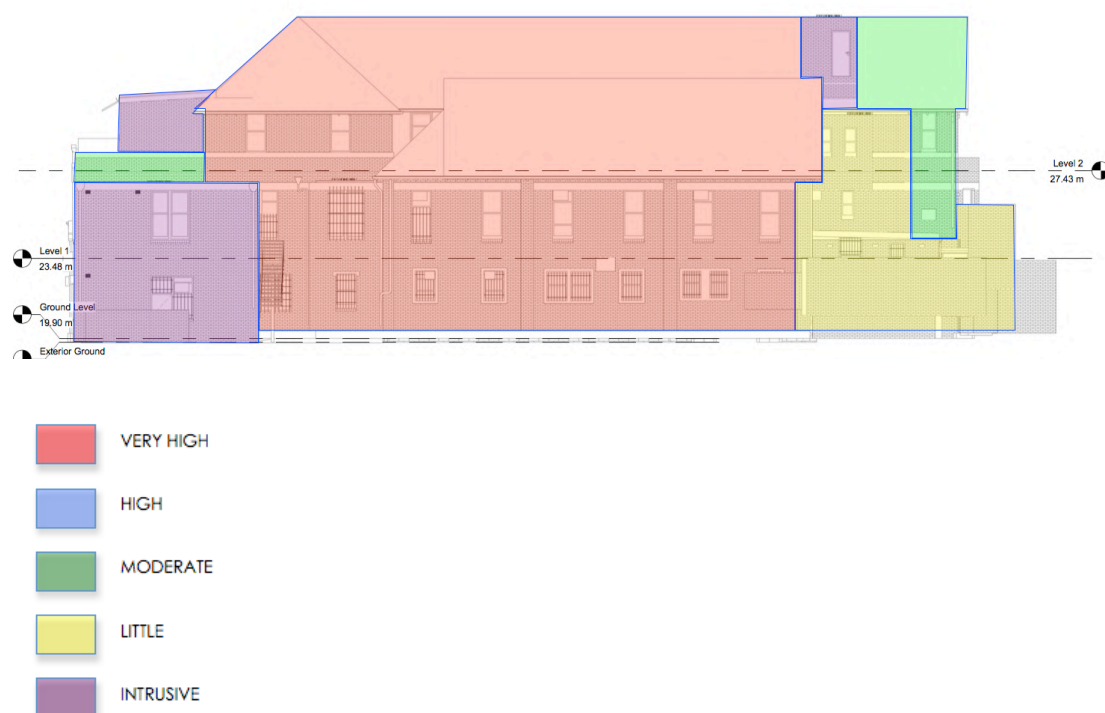 Level 2
27.43 m
Level 1
23.48 m
Ground Level
19.90 m
Exterior Ground
VERY HIGH
HIGH
MODERATE
LITTLE
INTRUSIVE